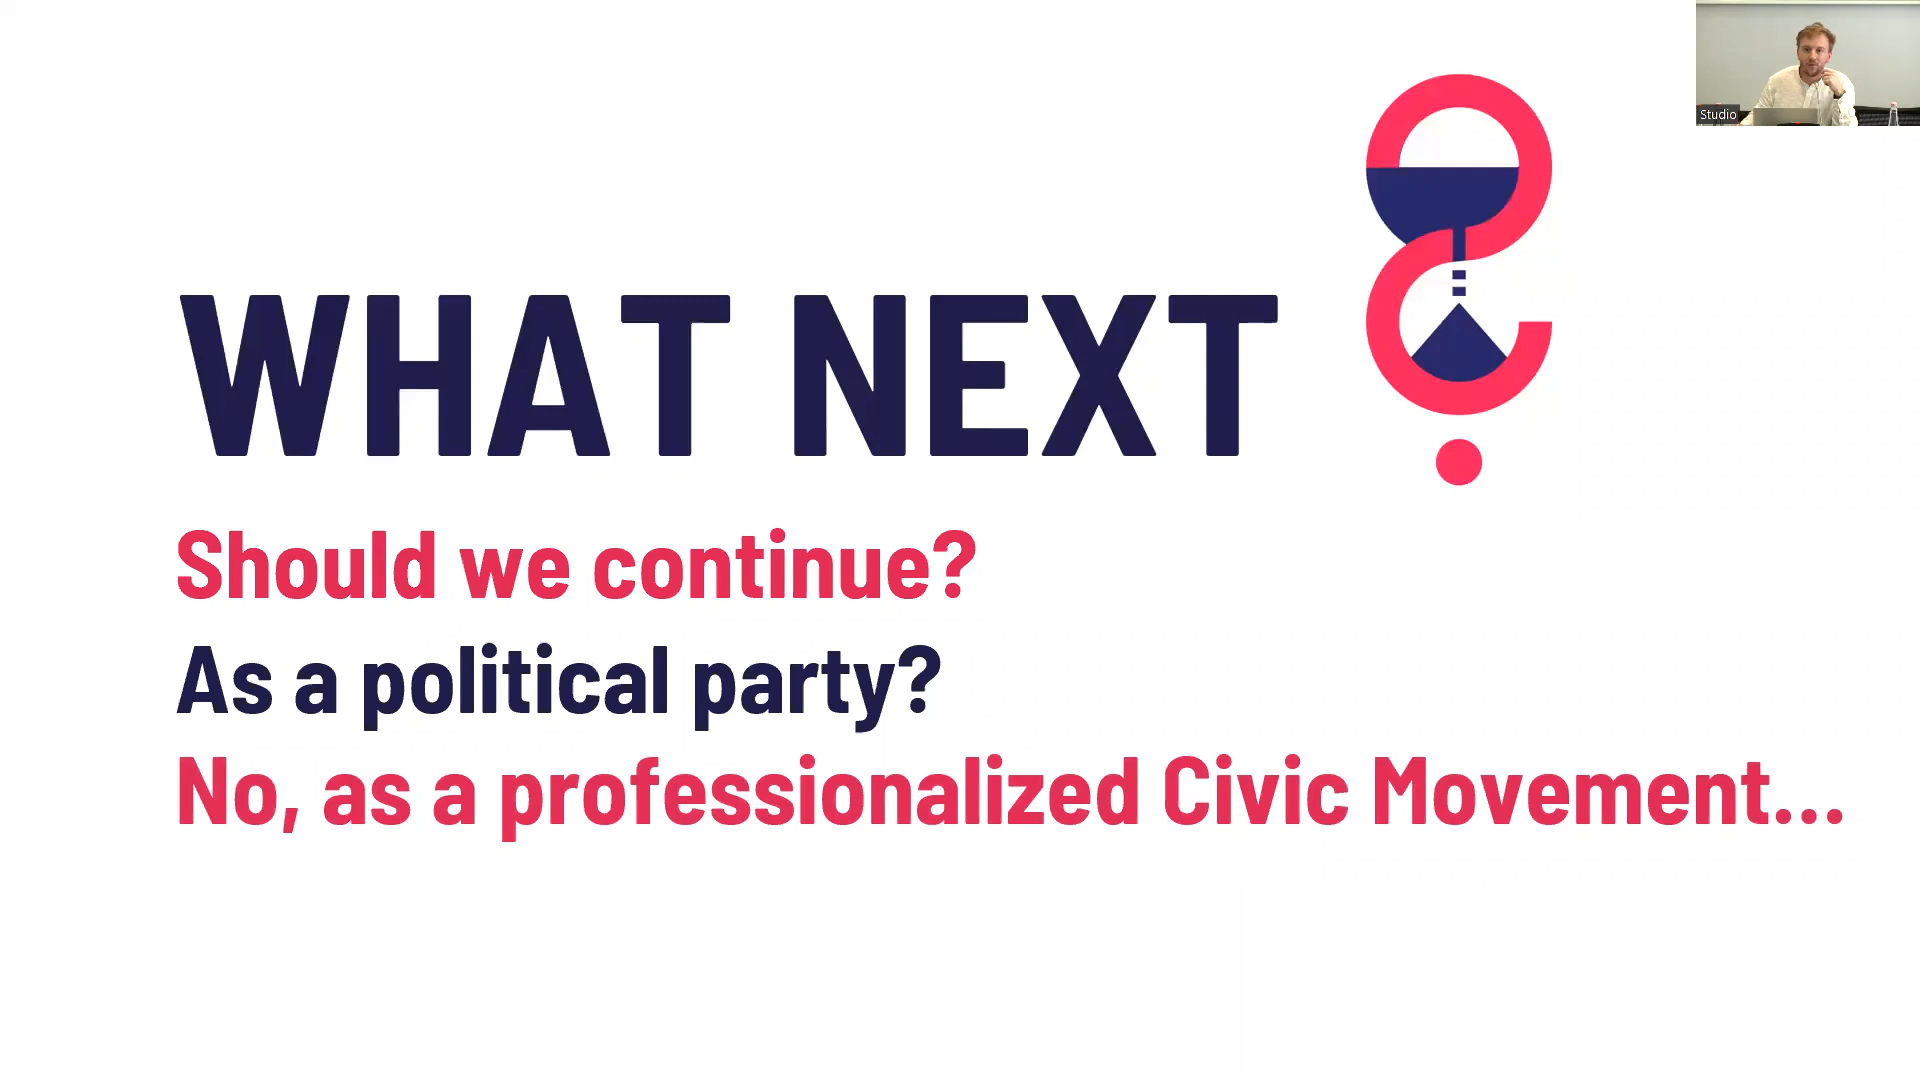 Studio
WHAT NEXT ?
Should we continue?
As a political party?
No, as a professionalized Civic Movement...